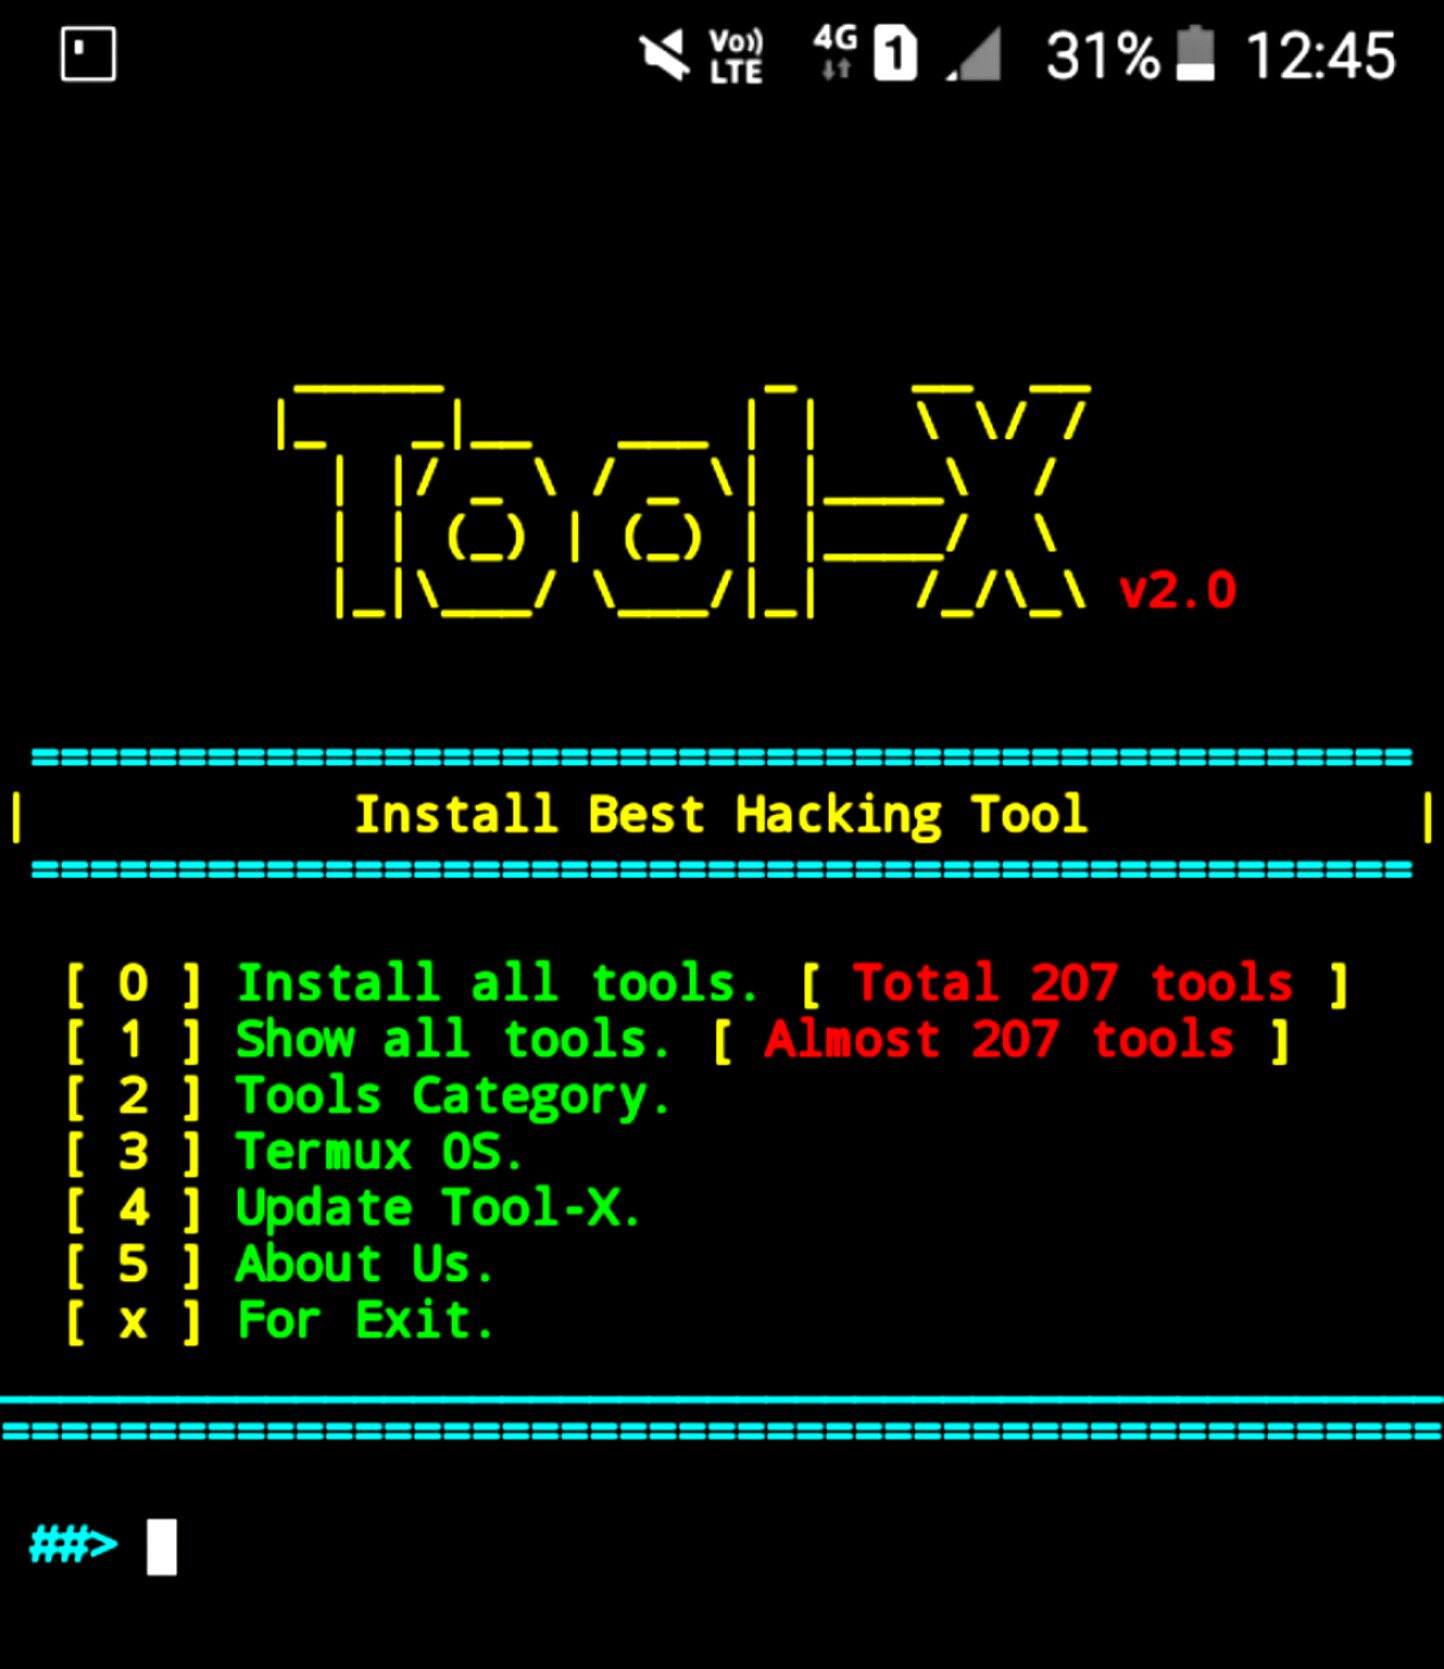 Vo)) LTE 4G 1 31% 12:45
Tool-X v2.0
Install Best Hacking Tool
[ 0 ] Install all tools. [ Total 207 tools ]
[ 1 ] Show all tools. [ Almost 207 tools ]
[ 2 ] Tools Category.
[ 3 ] Termux OS.
[ 4 ] Update Tool-X.
[ 5 ] About Us.
[ x ] For Exit.
##>